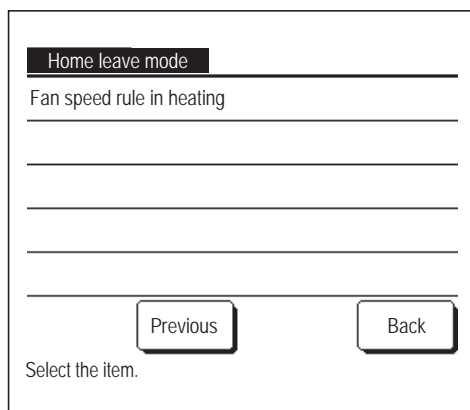 Home leave mode
Fan speed rule in heating
Previous
Back
Select the item.